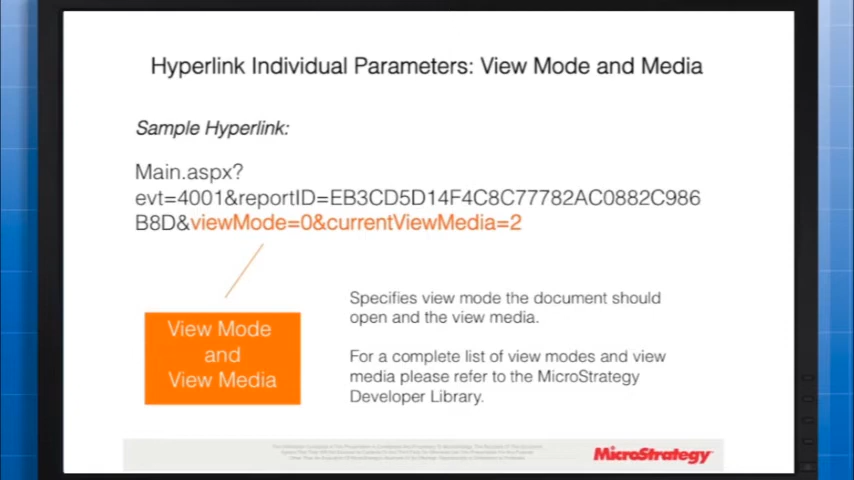 Hyperlink Individual Parameters: View Mode and Media
Sample Hyperlink:
Main.aspx?
evt=4001&reportID=EB3CD5D14F4C8C77782AC0882C986
B8D&viewMode=0&currentViewMedia=2
View Mode
and
View Media
Specifies view mode the document should
open and the view media.
For a complete list of view modes and view
media please refer to the MicroStrategy
Developer Library.
MicroStrategy